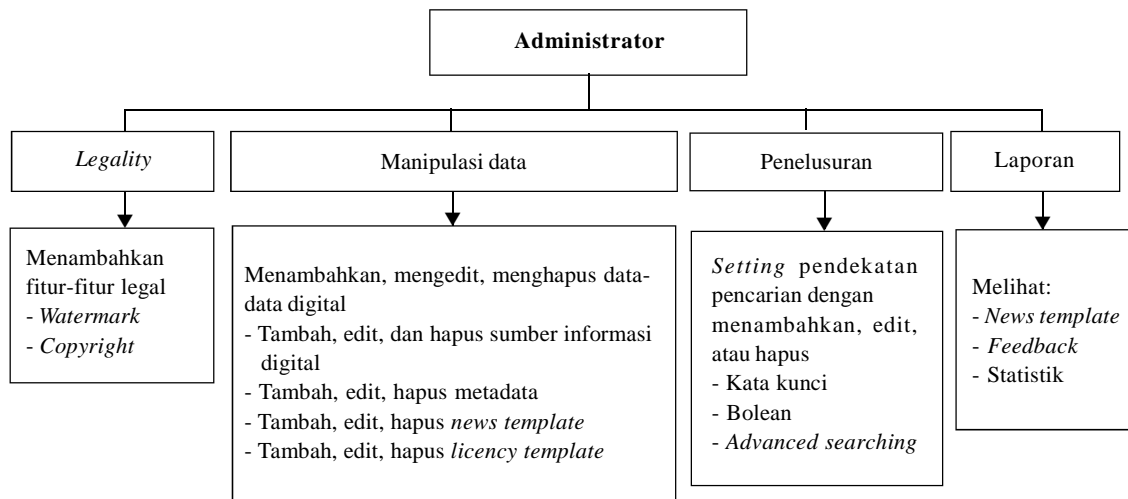 Administrator
Legality
Manipulasi data
Penelusuran
Laporan
Menambahkan
fitur-fitur legal
- Watermark
- Copyright
Menambahkan, mengedit, menghapus data-
data digital
- Tambah, edit, dan hapus sumber informasi
digital
- Tambah, edit, hapus metadata
- Tambah, edit, hapus news template
- Tambah, edit, hapus licency template
Setting pendekatan
pencarian dengan
menambahkan, edit,
atau hapus
- Kata kunci
- Bolean
- Advanced searching
Melihat:
- News template
- Feedback
- Statistik